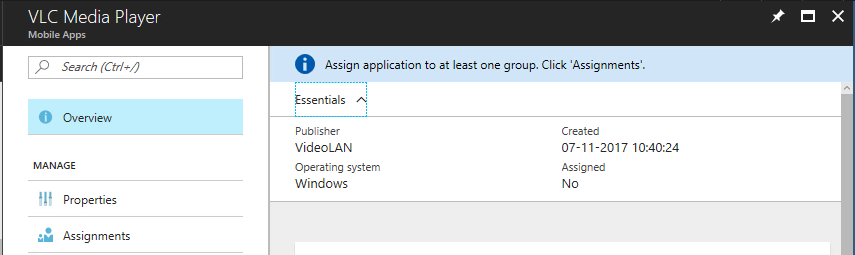 VLC Media Player
Mobile Apps
Search (Ctrl+/)
Overview
MANAGE
Properties
Assignments
Assign application to at least one group. Click 'Assignments'.
Essentials
Publisher
VideoLAN
Created
07-11-2017 10:40:24
Operating system
Windows
Assigned
No